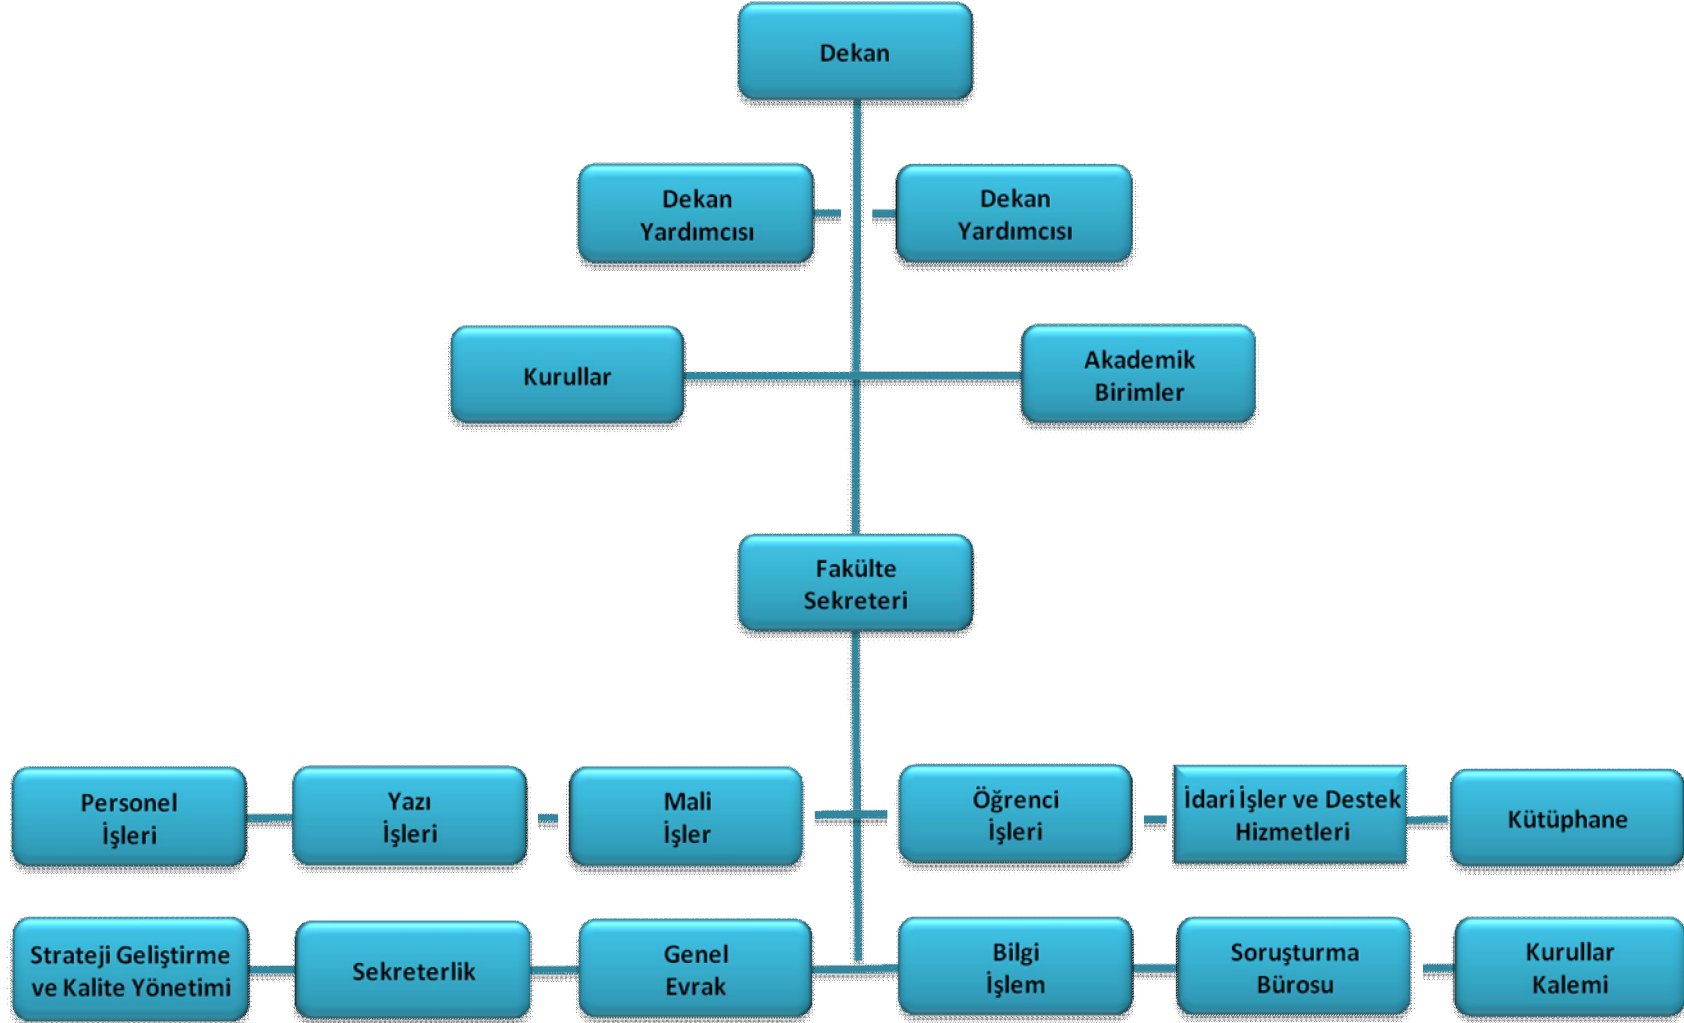 Dekan
Dekan
Yardımcısı
Dekan
Yardımcısı
Kurullar
Akademik
Birimler
Fakülte
Sekreteri
Personel
İşleri
Yazı
İşleri
Mali
İşler
Öğrenci
İşleri
İdari İşler ve Destek
Hizmetleri
Kütüphane
Strateji Geliştirme
ve Kalite Yönetimi
Sekreterlik
Genel
Evrak
Bilgi
İşlem
Soruşturma
Bürosu
Kurullar
Kalemi